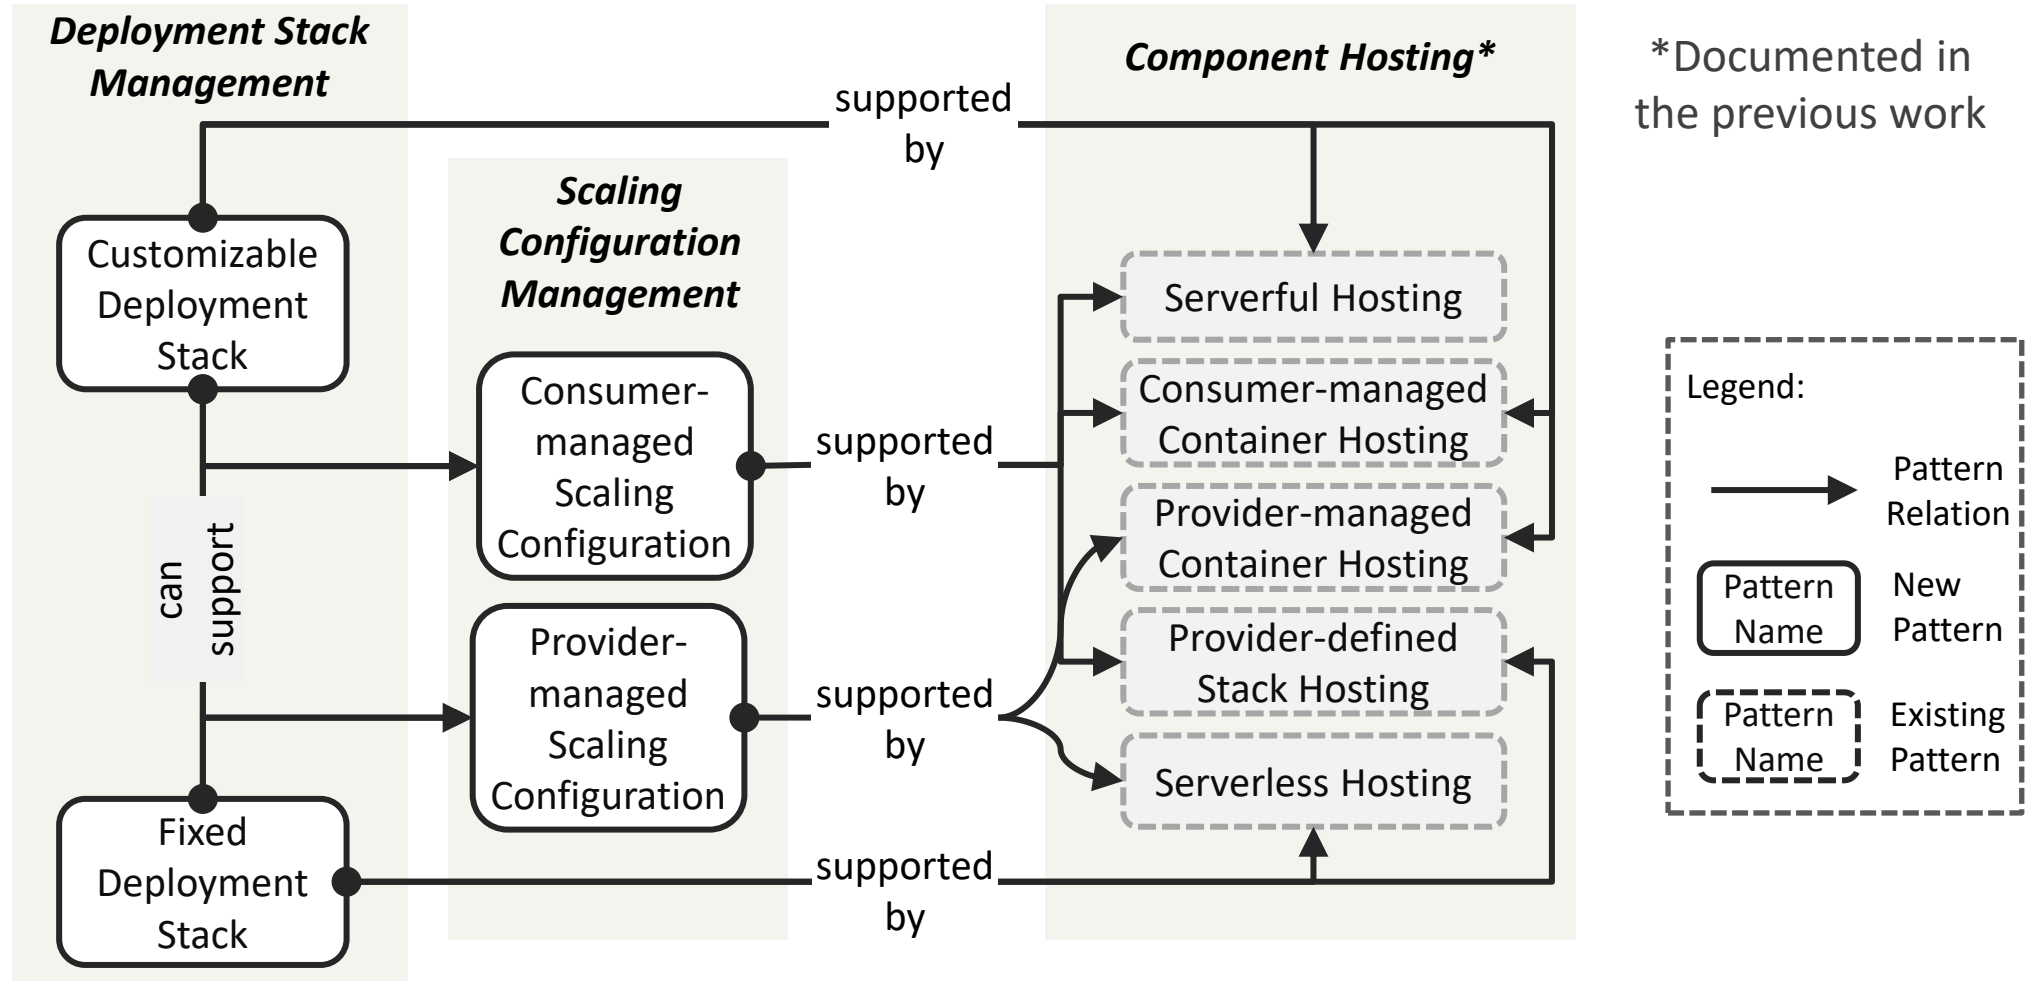 Deployment Stack
Management
Customizable
Deployment
Stack
can
support
Fixed
Deployment
Stack
Scaling
Configuration
Management
Consumer-
managed
Scaling
Configuration
Provider-
managed
Scaling
Configuration
supported
by
supported
by
supported
by
supported
by
Component Hosting*
Serverful Hosting
Consumer-managed
Container Hosting
Provider-managed
Container Hosting
Provider-defined
Stack Hosting
Serverless Hosting
*Documented in
the previous work
Legend:
Pattern
Relation
Pattern
Name
New
Pattern
Pattern
Name
Existing
Pattern